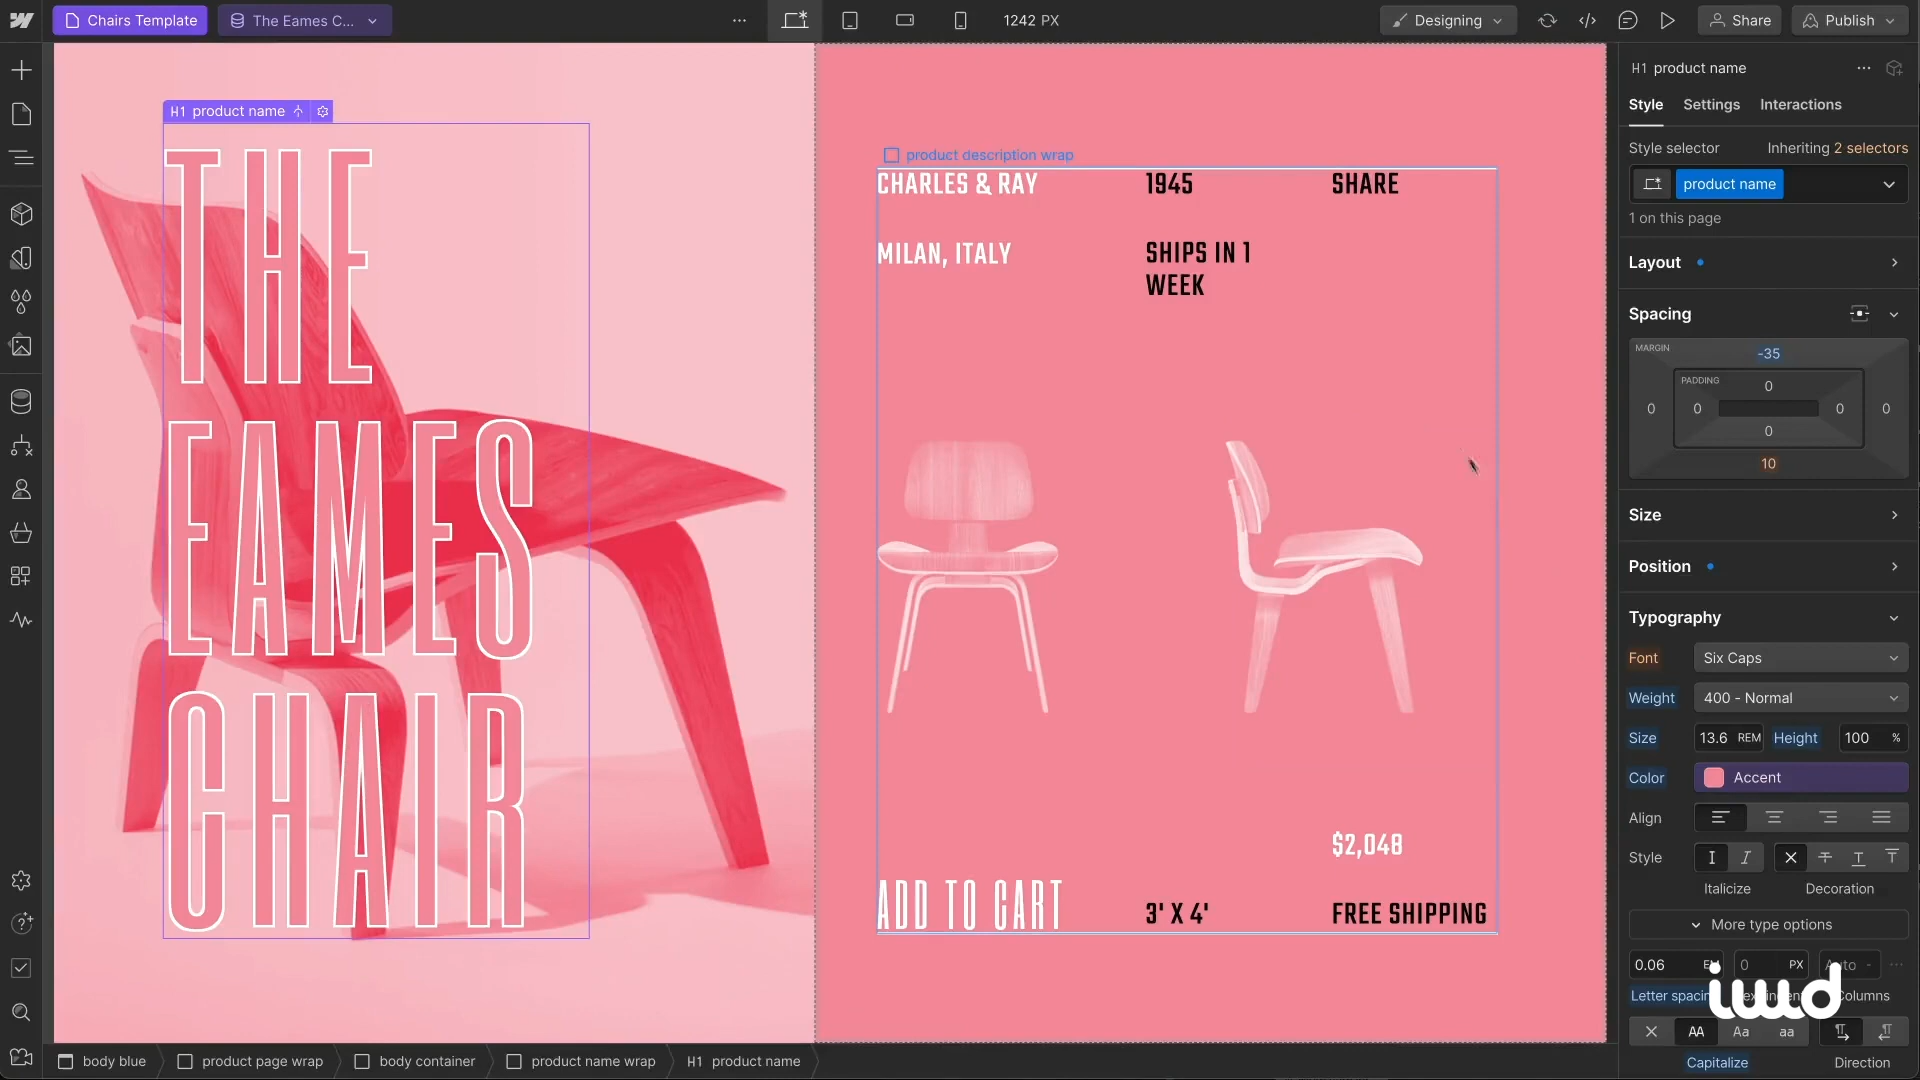 Chairs Template
The Eames C...
1242 PX
Designing
Share
Publish
H1 product name
THE
EAMES
CHAIR
product description wrap
CHARLES & RAY
1945
SHARE
MILAN, ITALY
SHIPS IN 1
WEEK
$2,048
ADD TO CART
3' X 4'
FREE SHIPPING
H1 product name
Style
Settings
Interactions
Style selector
Inheriting 2 selectors
product name
1 on this page
Layout
Spacing
MARGIN
-35
PADDING
0
0
0
0
0
0
10
Size
Position
Typography
Font
Six Caps
Weight
400 - Normal
Size
13.6 REM
Height
100 %
Color
Accent
Align
Style
Italicize
Decoration
More type options
0.06
0 PX
Auto
Letter spacin
Columns
iwd
AA
Aa
aa
Capitalize
Direction
body blue
product page wrap
body container
product name wrap
H1 product name